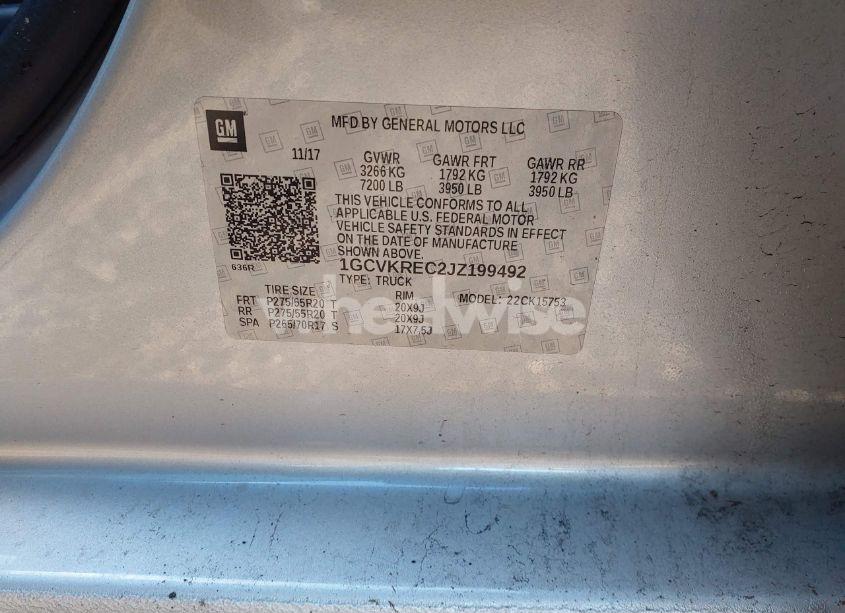 GM
MFD BY GENERAL MOTORS LLC
11/17
GVWR GAWR FRT GAWR RR
3266 KG 1792 KG 1792 KG
7200 LB 3950 LB 3950 LB
THIS VEHICLE CONFORMS TO ALL
APPLICABLE U.S. FEDERAL MOTOR
VEHICLE SAFETY STANDARDS IN EFFECT
ON THE DATE OF MANUFACTURE
SHOWN ABOVE.
636R
1GCVKREC2JZ199492
TYPE: TRUCK
TIRE SIZE RIM MODEL: 22CK15753
FRT P275/55R20 T 20X9J
RR P275/55R20 T 20X9J
SPA P265/70R17 S 17X7.5J
wheelwise